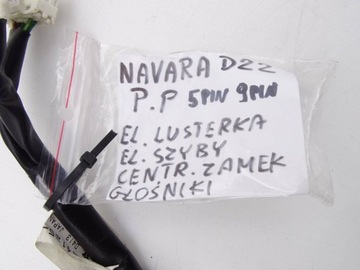 NAVARA D22
P.P 5PIN 9PIN
EL. LUSTERKA
EL. SZYBY
CENTR. ZAMEK
GŁOŚNIKI